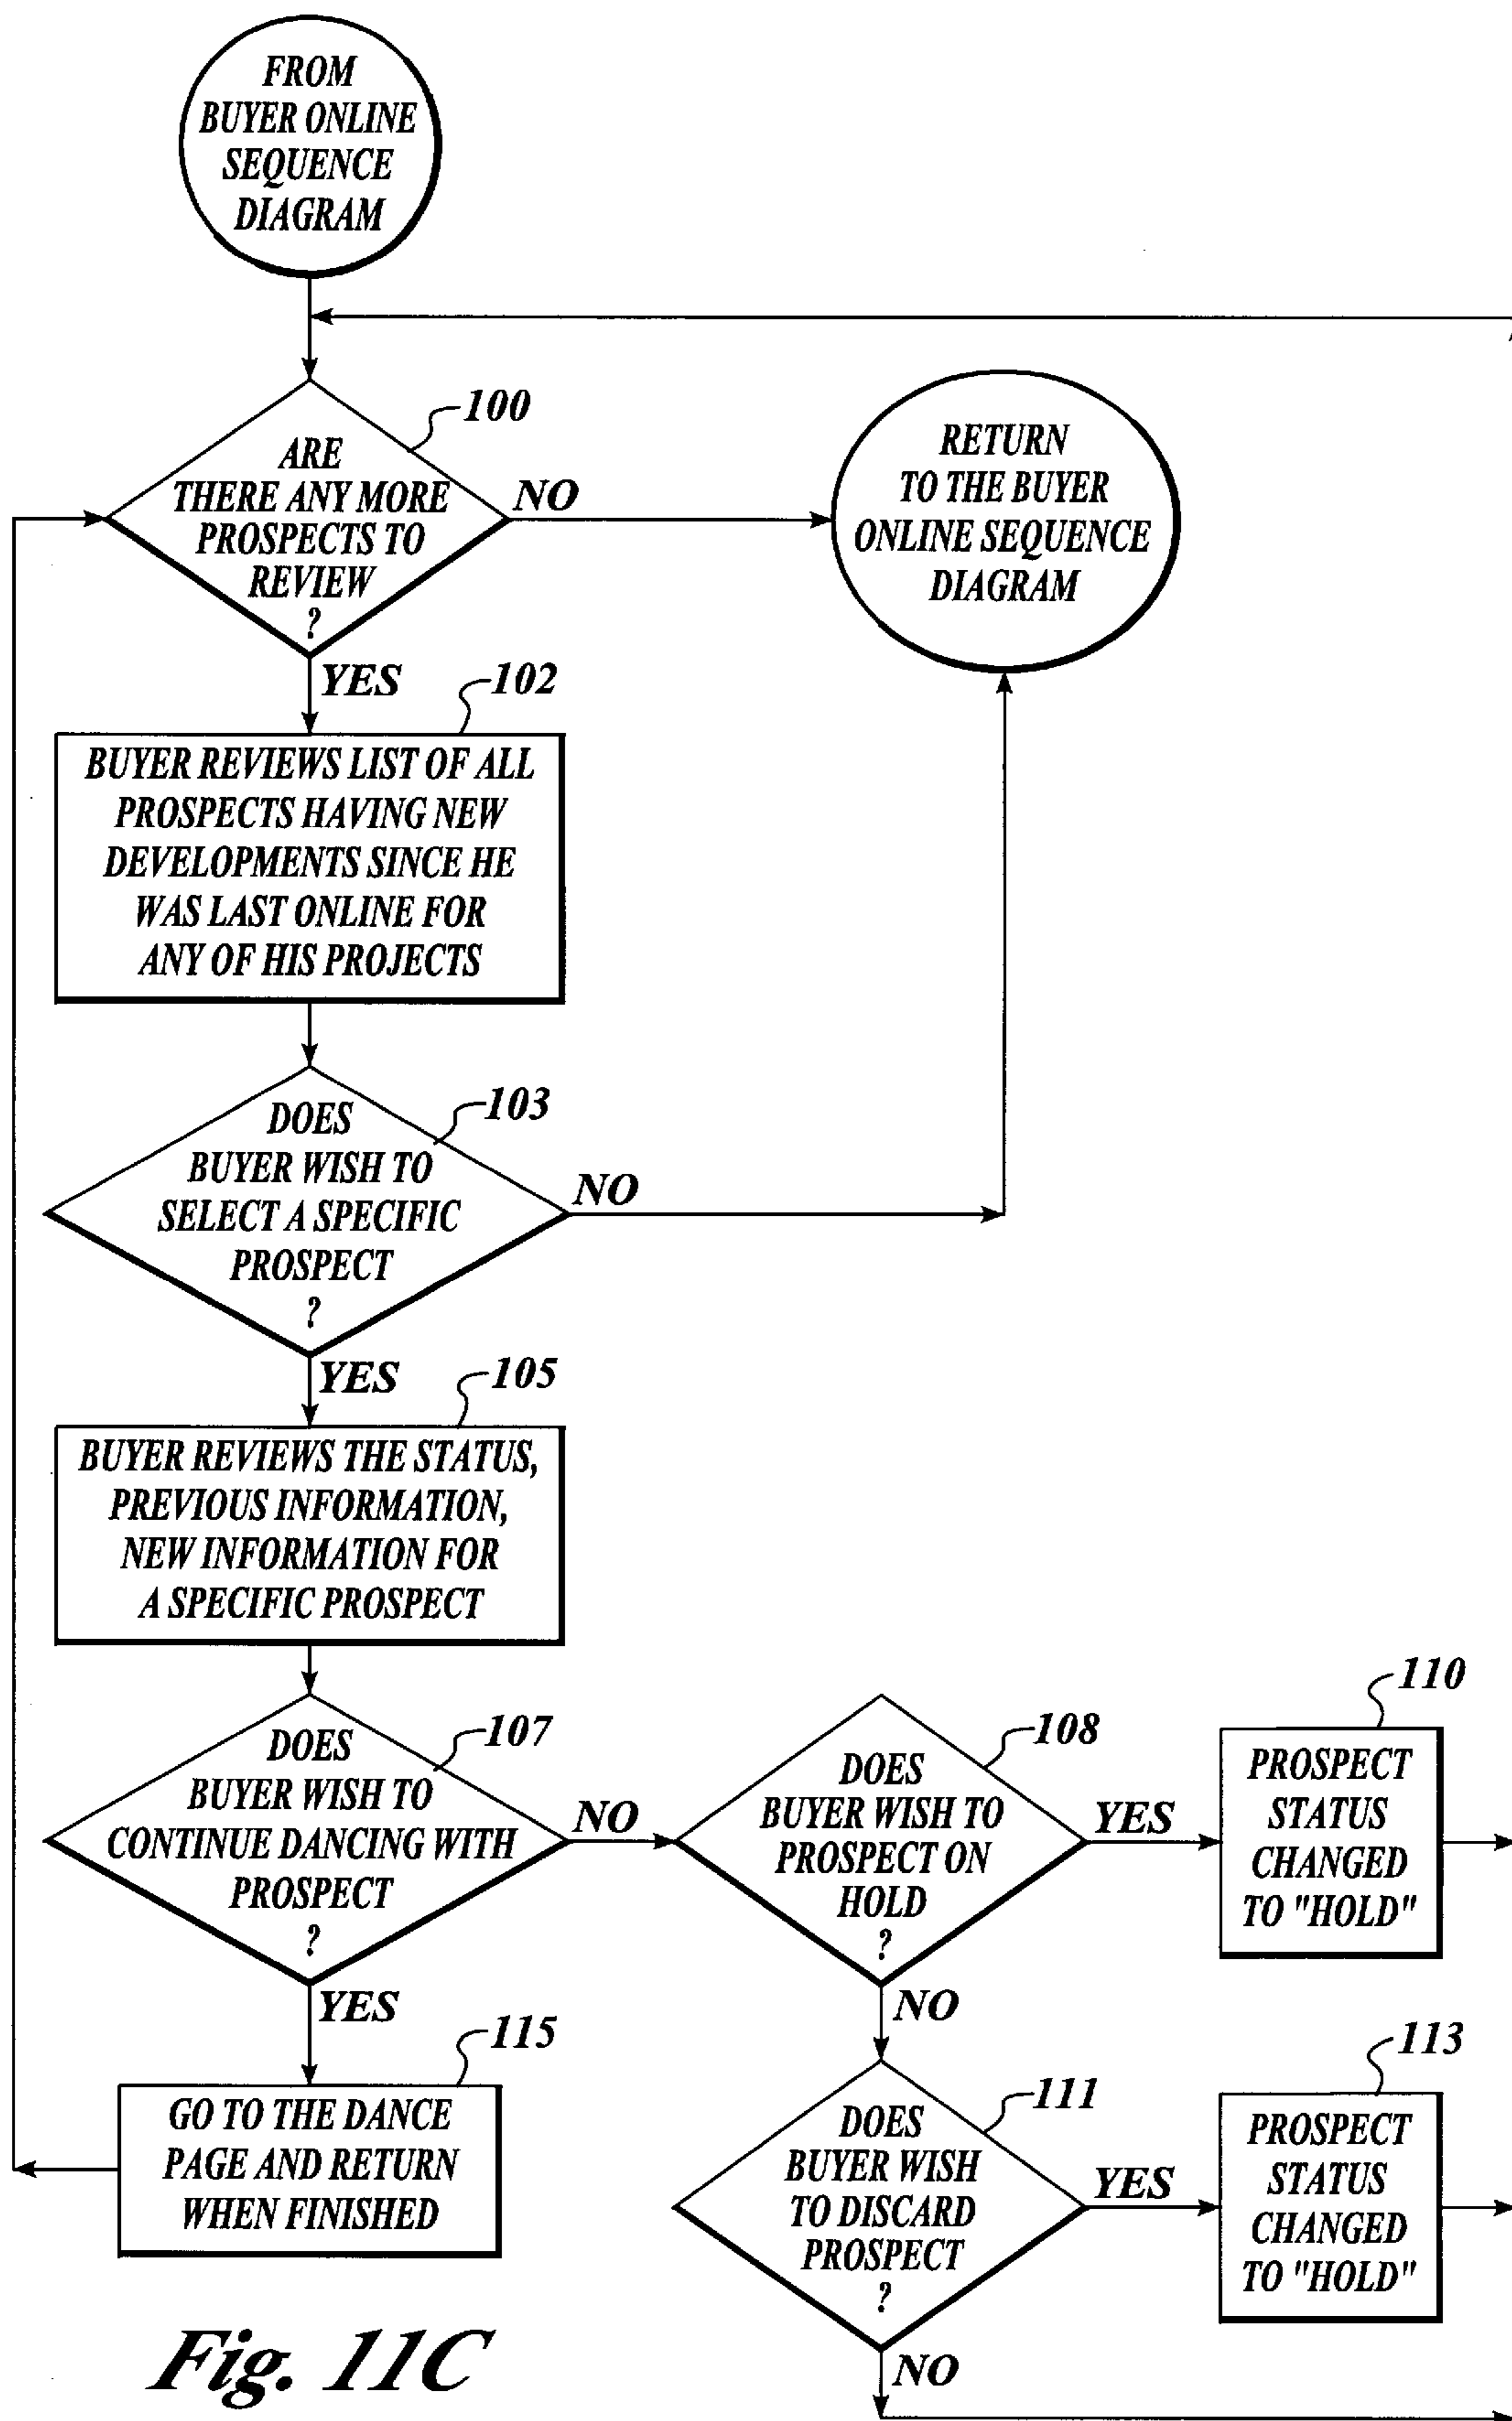 FROM
BUYER ONLINE
SEQUENCE
DIAGRAM
100
ARE
THERE ANY MORE
PROSPECTS TO
REVIEW
?
NO
RETURN
TO THE BUYER
ONLINE SEQUENCE
DIAGRAM
YES
102
BUYER REVIEWS LIST OF ALL
PROSPECTS HAVING NEW
DEVELOPMENTS SINCE HE
WAS LAST ONLINE FOR
ANY OF HIS PROJECTS
103
DOES
BUYER WISH TO
SELECT A SPECIFIC
PROSPECT
?
NO
YES
105
BUYER REVIEWS THE STATUS,
PREVIOUS INFORMATION,
NEW INFORMATION FOR
A SPECIFIC PROSPECT
107
DOES
BUYER WISH TO
CONTINUE DANCING WITH
PROSPECT
?
NO
108
DOES
BUYER WISH TO
PROSPECT ON
HOLD
?
YES
110
PROSPECT
STATUS
CHANGED
TO "HOLD"
YES
NO
115
GO TO THE DANCE
PAGE AND RETURN
WHEN FINISHED
111
DOES
BUYER WISH
TO DISCARD
PROSPECT
?
YES
113
PROSPECT
STATUS
CHANGED
TO "HOLD"
NO
Fig. 11C